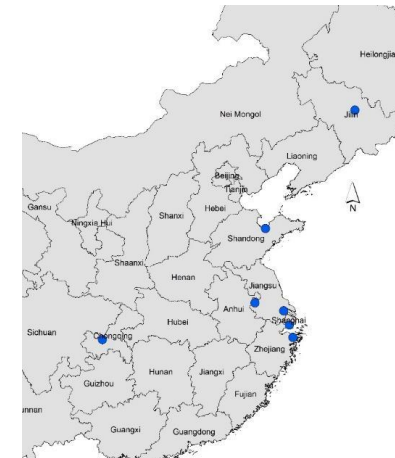 Heilongjia
Jilin
Nei Mongol
Liaoning
Beijing
Tianjin
N
Gansu
Hebei
Shanxi
Ningxia Hui
Shandong
Shaanxi
Henan
Jiangsu
Anhui
Shanghai
Sichuan
Chongqing
Hubei
Zhejiang
Hunan
Jiangxi
Guizhou
Fujian
unnan
Guangxi
Guangdong